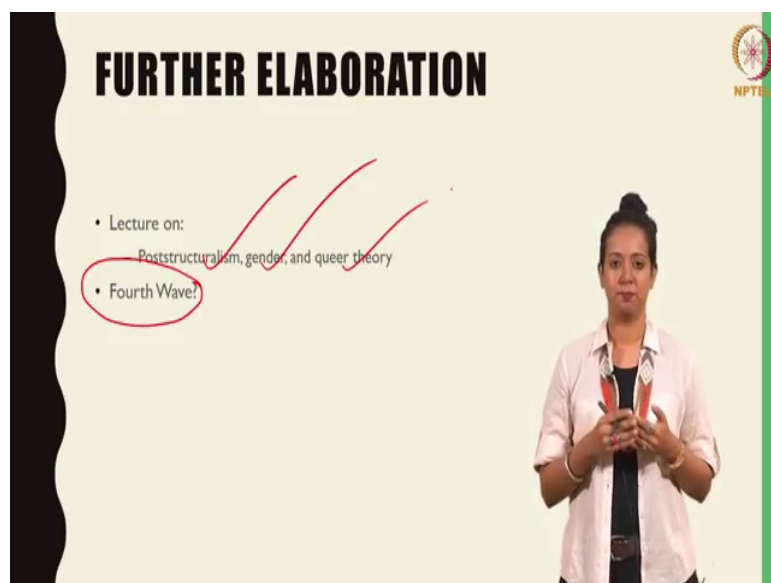 FURTHER ELABORATION
NPTEL
• Lecture on:
– Poststructuralism, gender, and queer theory
• Fourth Wave?